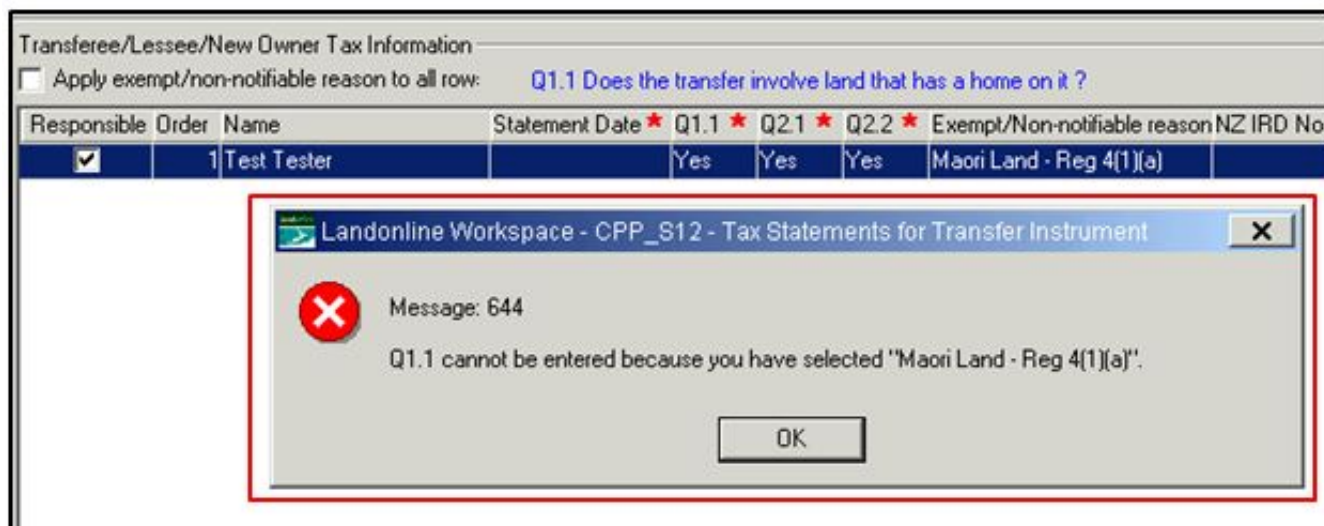 Transferee/Lessee/New Owner Tax Information
Apply exempt/non-notifiable reason to all row: Q1.1 Does the transfer involve land that has a home on it ?
Responsible Order Name Statement Date * Q1.1 * Q2.1 * Q2.2 * Exempt/Non-notifiable reason NZ IRD No
1 Test Tester Yes Yes Yes Maori Land - Reg 4(1)(a)
Landonline Workspace - CPP_S12 - Tax Statements for Transfer Instrument
Message: 644
Q1.1 cannot be entered because you have selected "Maori Land - Reg 4(1)(a)".
OK